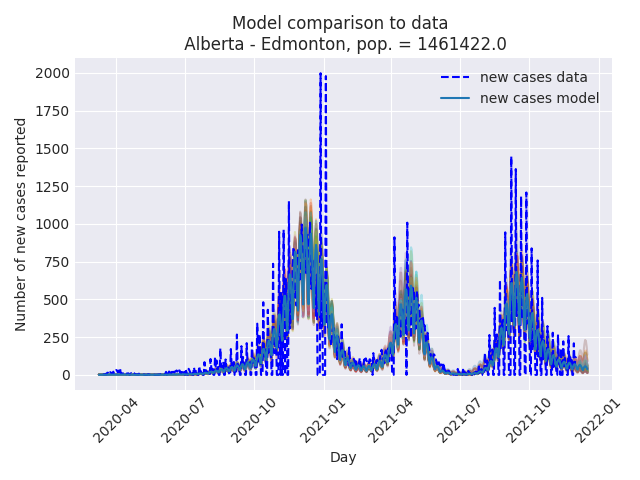 Model comparison to data
Alberta - Edmonton, pop. = 1461422.0
new cases data
new cases model
Number of new cases reported
2000
1750
1500
1250
1000
750
500
250
0
2020-04
2020-07
2020-10
2021-01
2021-04
2021-07
2021-10
2022-01
Day